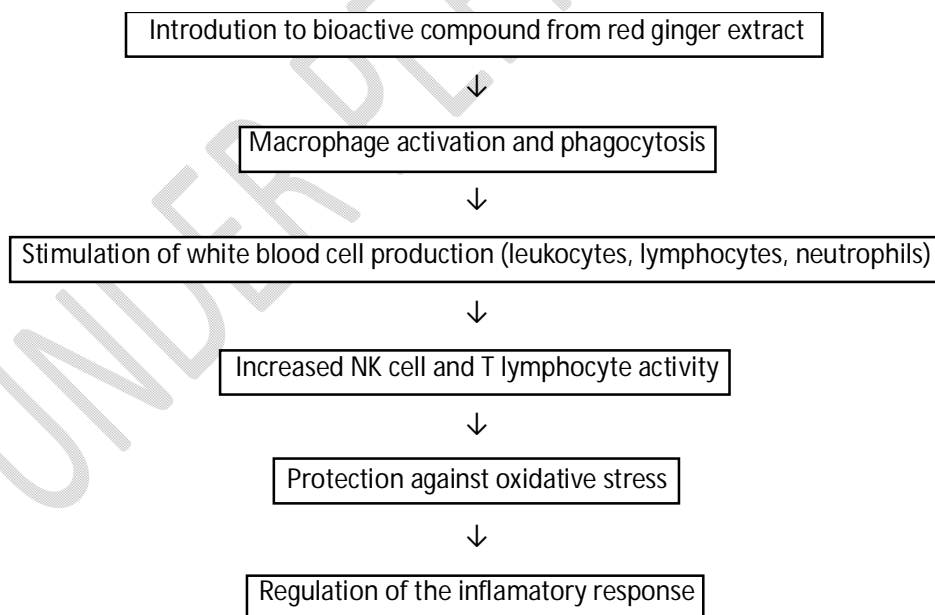 Introdution to bioactive compound from red ginger extract
↓
Macrophage activation and phagocytosis
↓
Stimulation of white blood cell production (leukocytes, lymphocytes, neutrophils)
↓
Increased NK cell and T lymphocyte activity
↓
Protection against oxidative stress
↓
Regulation of the inflamatory response
UNDER